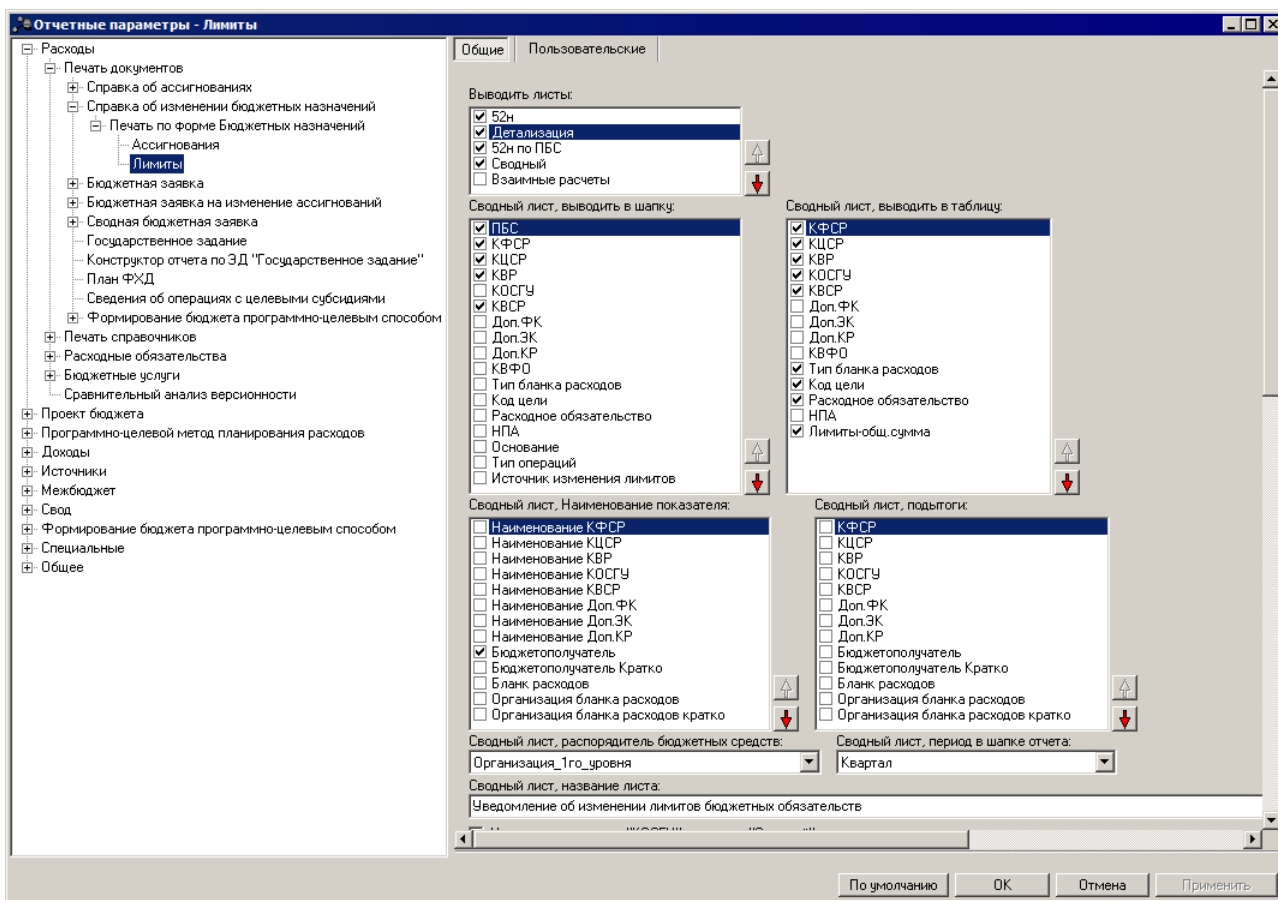 Отчетные параметры - Лимиты
Расходы
Печать документов
Справка об ассигнованиях
Справка об изменении бюджетных назначений
Печать по форме Бюджетных назначений
Ассигнования
Лимиты
Бюджетная заявка
Бюджетная заявка на изменение ассигнований
Сводная бюджетная заявка
Государственное задание
Конструктор отчета по ЭД "Государственное задание"
План ФХД
Сведения об операциях с целевыми субсидиями
Формирование бюджета программно-целевым способом
Печать справочников
Расходные обязательства
Бюджетные услуги
Сравнительный анализ версионности
Проект бюджета
Программно-целевой метод планирования расходов
Доходы
Источники
Межбюджет
Свод
Формирование бюджета программно-целевым способом
Специальные
Общее
Общие
Пользовательские
Выводить листы:
52н
Детализация
52н по ПБС
Сводный
Взаимные расчеты
Сводный лист, выводить в шапку:
ПБС
КФСР
КЦСР
КВР
КОСГУ
КВСР
Доп.ФК
Доп.ЭК
Доп.КР
КВФО
Тип бланка расходов
Код цели
Расходное обязательство
НПА
Основание
Тип операций
Источник изменения лимитов
Сводный лист, выводить в таблицу:
КФСР
КЦСР
КВР
КОСГУ
КВСР
Доп.ФК
Доп.ЭК
Доп.КР
КВФО
Тип бланка расходов
Код цели
Расходное обязательство
НПА
Лимиты-общ.сумма
Сводный лист, Наименование показателя:
Наименование КФСР
Наименование КЦСР
Наименование КВР
Наименование КОСГУ
Наименование КВСР
Наименование Доп.ФК
Наименование Доп.ЭК
Наименование Доп.КР
Бюджетополучатель
Бюджетополучатель Кратко
Бланк расходов
Организация бланка расходов
Организация бланка расходов кратко
Сводный лист, подытоги:
КФСР
КЦСР
КВР
КОСГУ
КВСР
Доп.ФК
Доп.ЭК
Доп.КР
Бюджетополучатель
Бюджетополучатель Кратко
Бланк расходов
Организация бланка расходов
Организация бланка расходов кратко
Сводный лист, распорядитель бюджетных средств:
Организация_1го_уровня
Сводный лист, период в шапке отчета:
Квартал
Сводный лист, название листа:
Уведомление об изменении лимитов бюджетных обязательств
По умолчанию
OK
Отмена
Применить